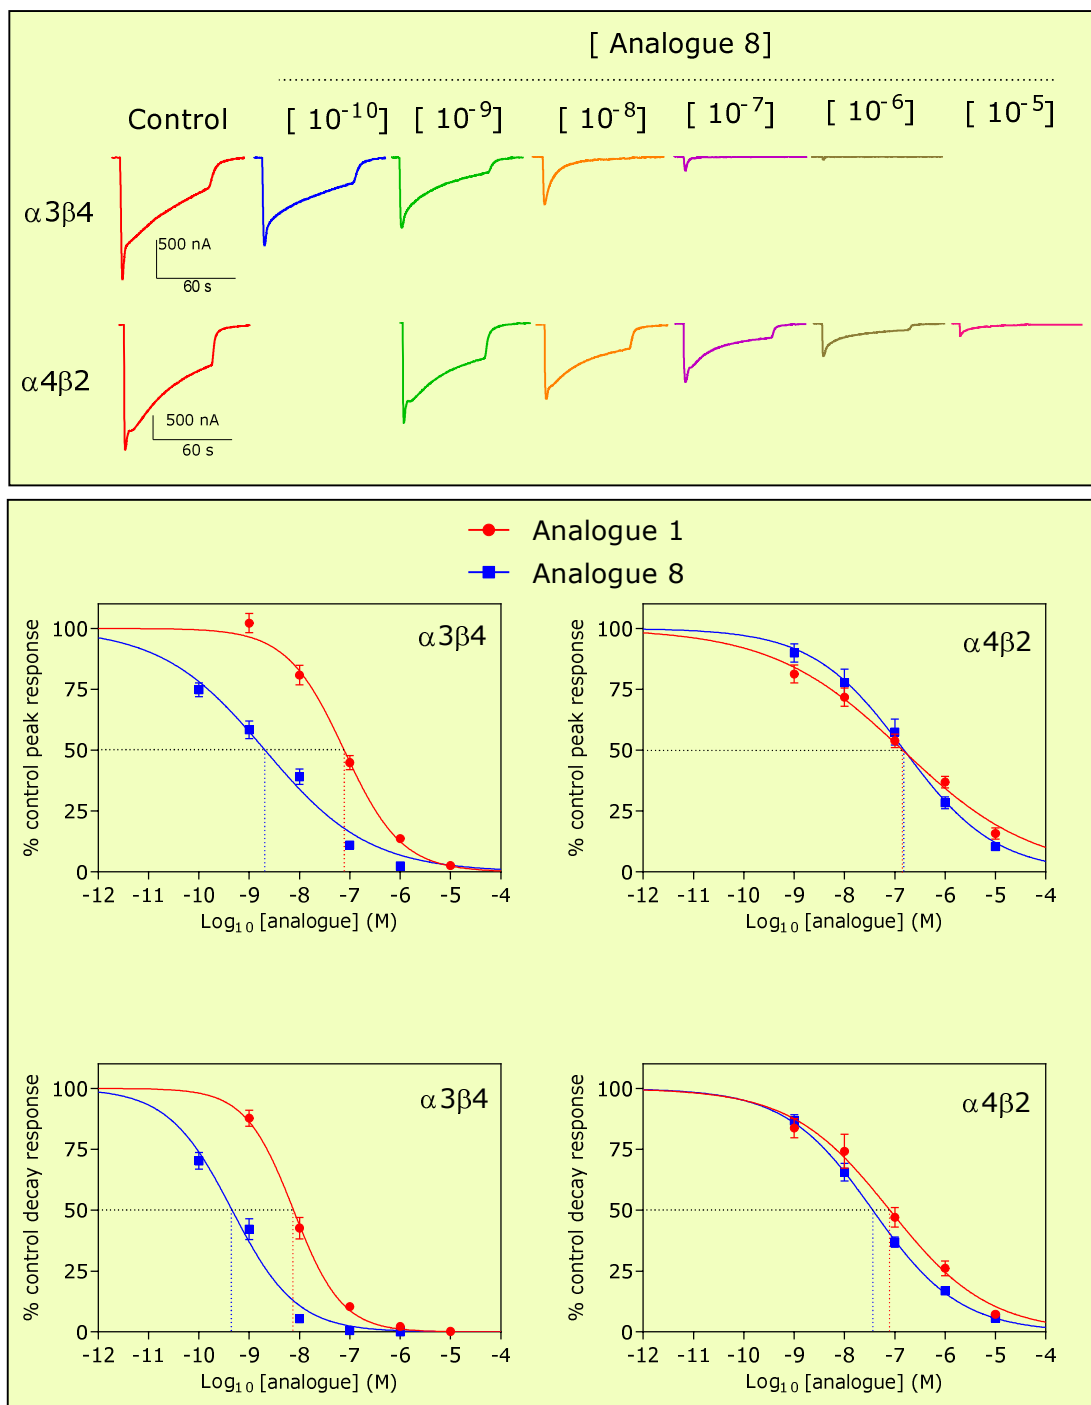 [ Analogue 8]
Control [ 10⁻¹⁰] [ 10⁻⁹] [ 10⁻⁸] [ 10⁻⁷] [ 10⁻⁶] [ 10⁻⁵]
α3β4
500 nA
60 s
α4β2
500 nA
60 s
Analogue 1
Analogue 8
α3β4
% control peak response
100
75
50
25
0
-12 -11 -10 -9 -8 -7 -6 -5 -4
Log₁₀ [analogue] (M)
α4β2
% control peak response
100
75
50
25
0
-12 -11 -10 -9 -8 -7 -6 -5 -4
Log₁₀ [analogue] (M)
α3β4
% control decay response
100
75
50
25
0
-12 -11 -10 -9 -8 -7 -6 -5 -4
Log₁₀ [analogue] (M)
α4β2
% control decay response
100
75
50
25
0
-12 -11 -10 -9 -8 -7 -6 -5 -4
Log₁₀ [analogue] (M)